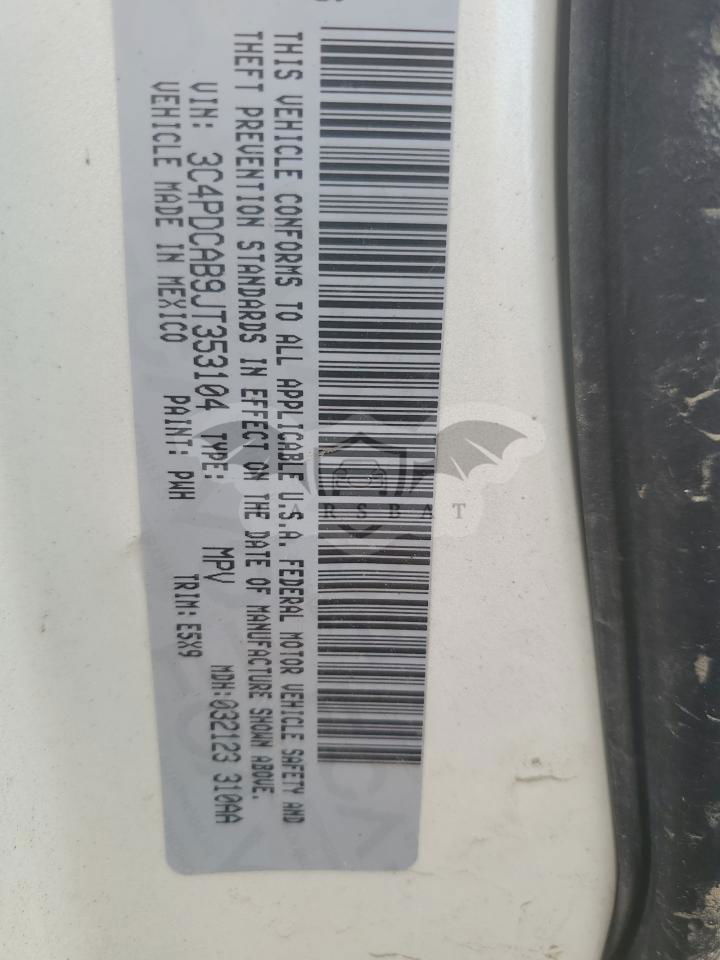 THIS VEHICLE CONFORMS TO ALL APPLICABLE U.S.A. FEDERAL MOTOR VEHICLE SAFETY AND
THEFT PREVENTION STANDARDS IN EFFECT ON THE DATE OF MANUFACTURE SHOWN ABOVE.
VIN: 3C4PDCAB9JT353104 TYPE: MPV MDH:032123 310AA
VEHICLE MADE IN MEXICO PAINT: PWH TRIM: E5X9
ARSBAT